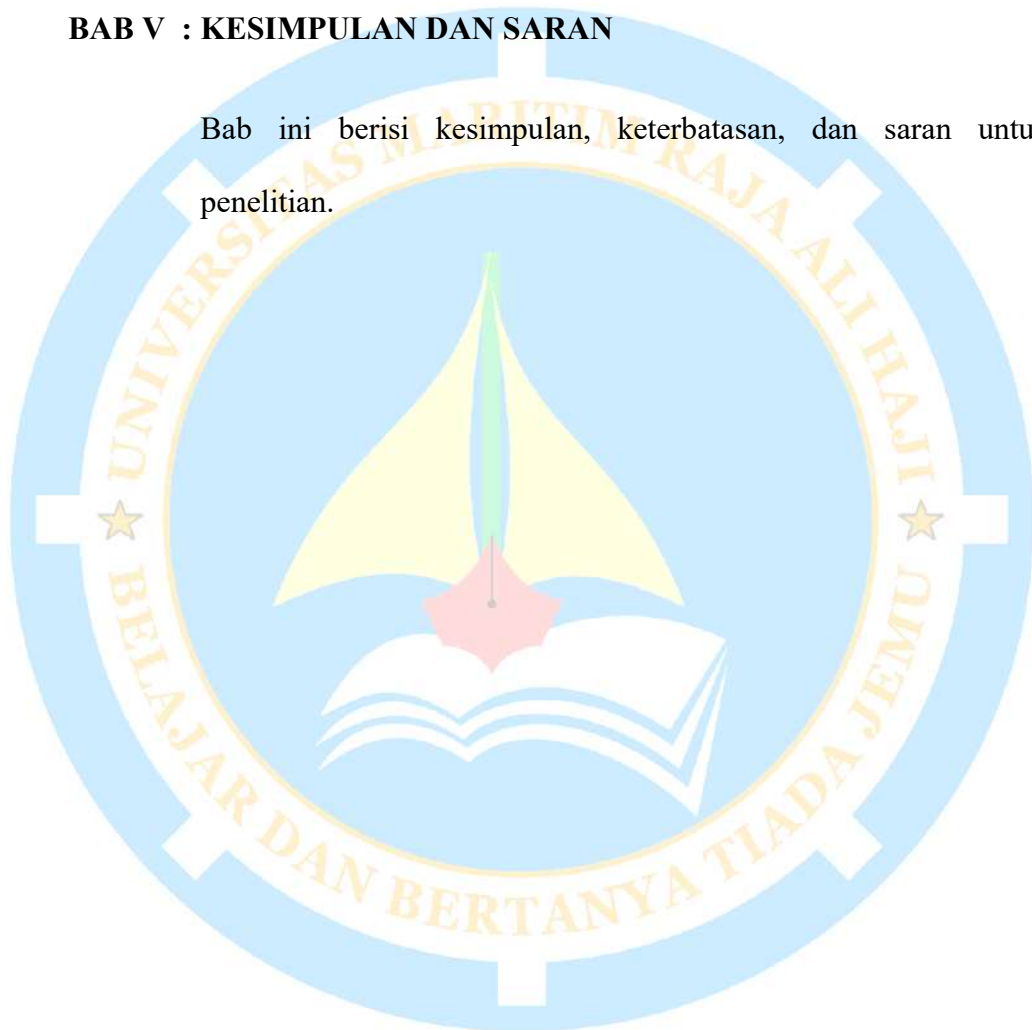 BAB V : KESIMPULAN DAN SARAN
Bab ini berisi kesimpulan, keterbatasan, dan saran untu
penelitian.
UNIVERSITAS MARITIM RAJA ALI HAJI
BELAJAR DAN BERTANYA TIADA JEMU